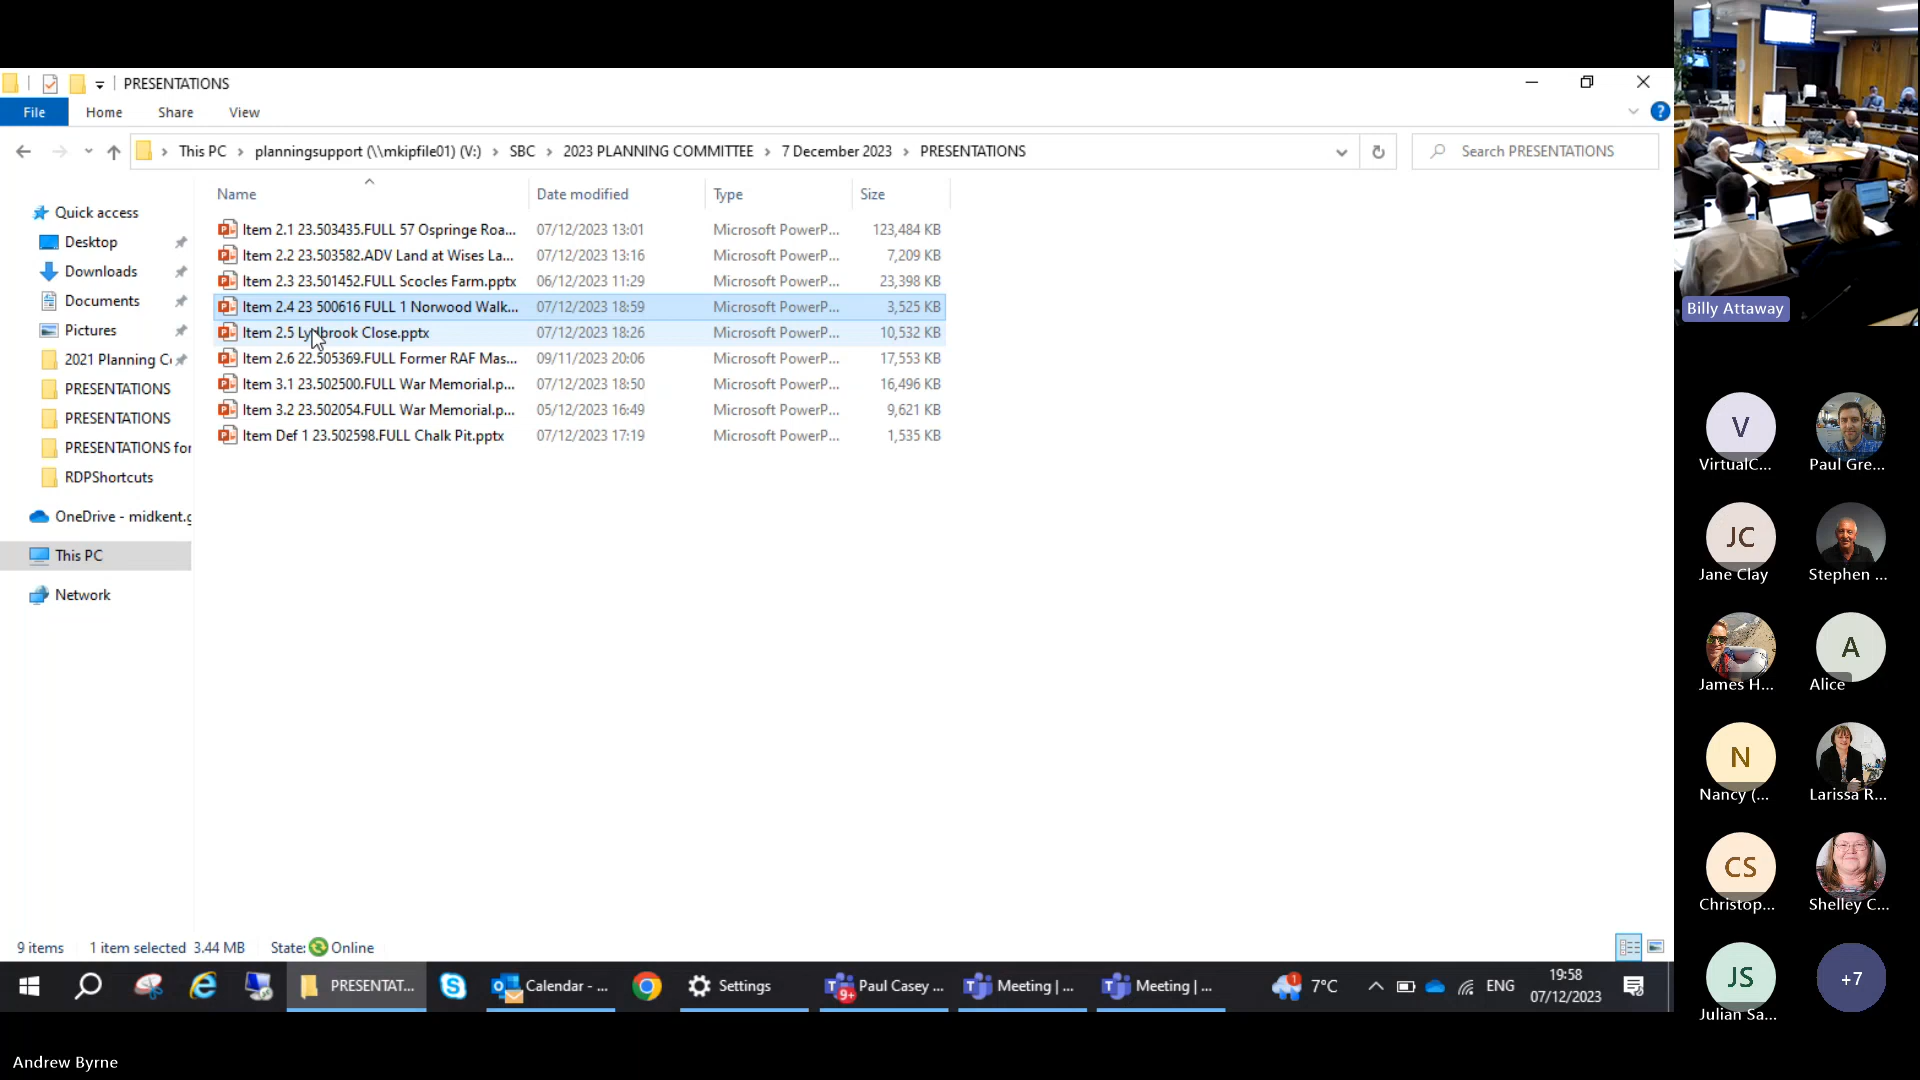 PRESENTATIONS
File Home Share View
This PC planningsupport (\\mkipfile01) (V:) SBC 2023 PLANNING COMMITTEE 7 December 2023 PRESENTATIONS
Search PRESENTATIONS
Name Date modified Type Size
Item 2.1 23.503435.FULL 57 Ospringe Roa... 07/12/2023 13:01 Microsoft PowerP... 123,484 KB
Item 2.2 23.503582.ADV Land at Wises La... 07/12/2023 13:16 Microsoft PowerP... 7,209 KB
Item 2.3 23.501452.FULL Scocles Farm.pptx 06/12/2023 11:29 Microsoft PowerP... 23,398 KB
Item 2.4 23 500616 FULL 1 Norwood Walk... 07/12/2023 18:59 Microsoft PowerP... 3,525 KB
Item 2.5 Lydbrook Close.pptx 07/12/2023 18:26 Microsoft PowerP... 10,532 KB
Item 2.6 22.505369.FULL Former RAF Mas... 09/11/2023 20:06 Microsoft PowerP... 17,553 KB
Item 3.1 23.502500.FULL War Memorial.p... 07/12/2023 18:50 Microsoft PowerP... 16,496 KB
Item 3.2 23.502054.FULL War Memorial.p... 05/12/2023 16:49 Microsoft PowerP... 9,621 KB
Item Def 1 23.502598.FULL Chalk Pit.pptx 07/12/2023 17:19 Microsoft PowerP... 1,535 KB
Quick access
Desktop
Downloads
Documents
Pictures
2021 Planning Co
PRESENTATIONS
PRESENTATIONS
PRESENTATIONS for
RDPShortcuts
OneDrive - midkent.g
This PC
Network
9 items 1 item selected 3.44 MB State: Online
PRESENTAT... Calendar - ... Settings 9+ Paul Casey ... Meeting | ... Meeting | ... 1 7°C ENG 19:58
07/12/2023
Andrew Byrne
Billy Attaway
V
VirtualC... Paul Gre...
JC
Jane Clay Stephen ...
A
James H... Alice
N
Nancy (... Larissa R...
CS
Christop... Shelley C...
JS +7
Julian Sa...